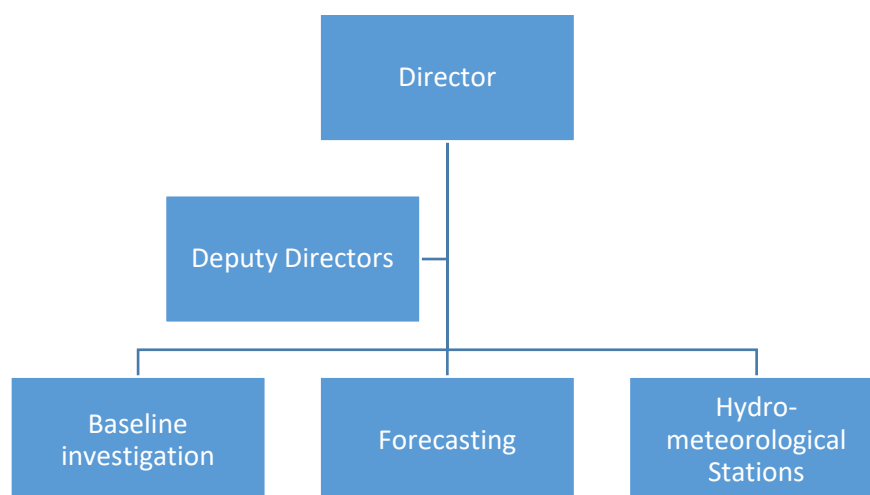 Director
Deputy Directors
Baseline
investigation
Forecasting
Hydro-
meteorological
Stations